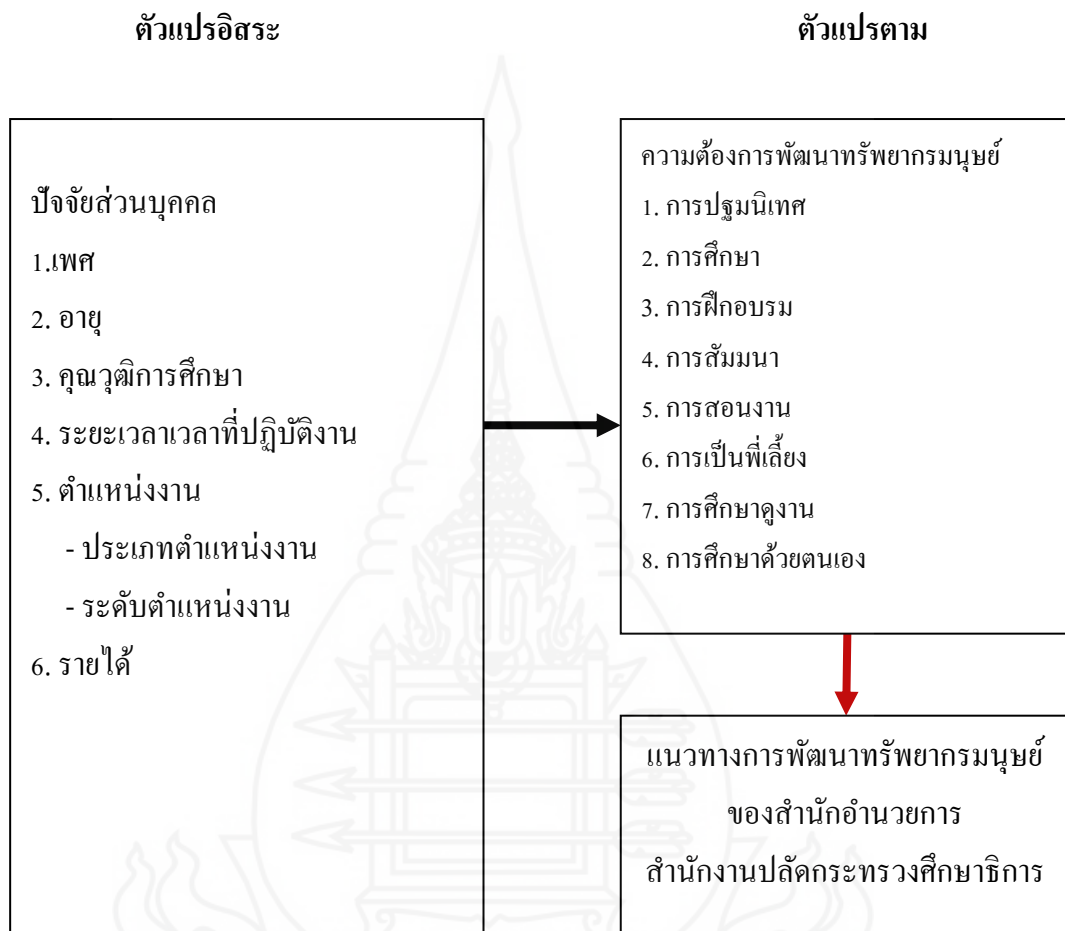 ตัวแปรอิสระ
ตัวแปรตาม
ปัจจัยส่วนบุคคล
1.เพศ
2. อายุ
3. คุณวุฒิการศึกษา
4. ระยะเวลาเวลาที่ปฏิบัติงาน
5. ตำแหน่งงาน
- ประเภทตำแหน่งงาน
- ระดับตำแหน่งงาน
6. รายได้
ความต้องการพัฒนาทรัพยากรมนุษย์
1. การปฐมนิเทศ
2. การศึกษา
3. การฝึกอบรม
4. การสัมมนา
5. การสอนงาน
6. การเป็นพี่เลี้ยง
7. การศึกษาดูงาน
8. การศึกษาด้วยตนเอง
แนวทางการพัฒนาทรัพยากรมนุษย์
ของสำนักอำนวยการ
สำนักงานปลัดกระทรวงศึกษาธิการ